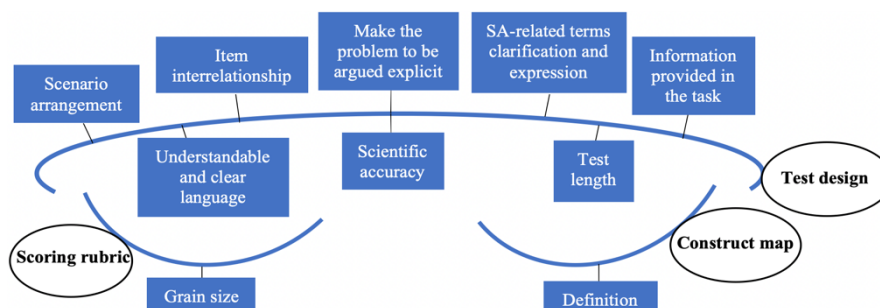 Scenario
arrangement
Item
interrelationship
Make the
problem to be
argued explicit
SA-related terms
clarification and
expression
Information
provided in
the task
Understandable
and clear
language
Scientific
accuracy
Test
length
Test design
Scoring rubric
Construct map
Grain size
Definition